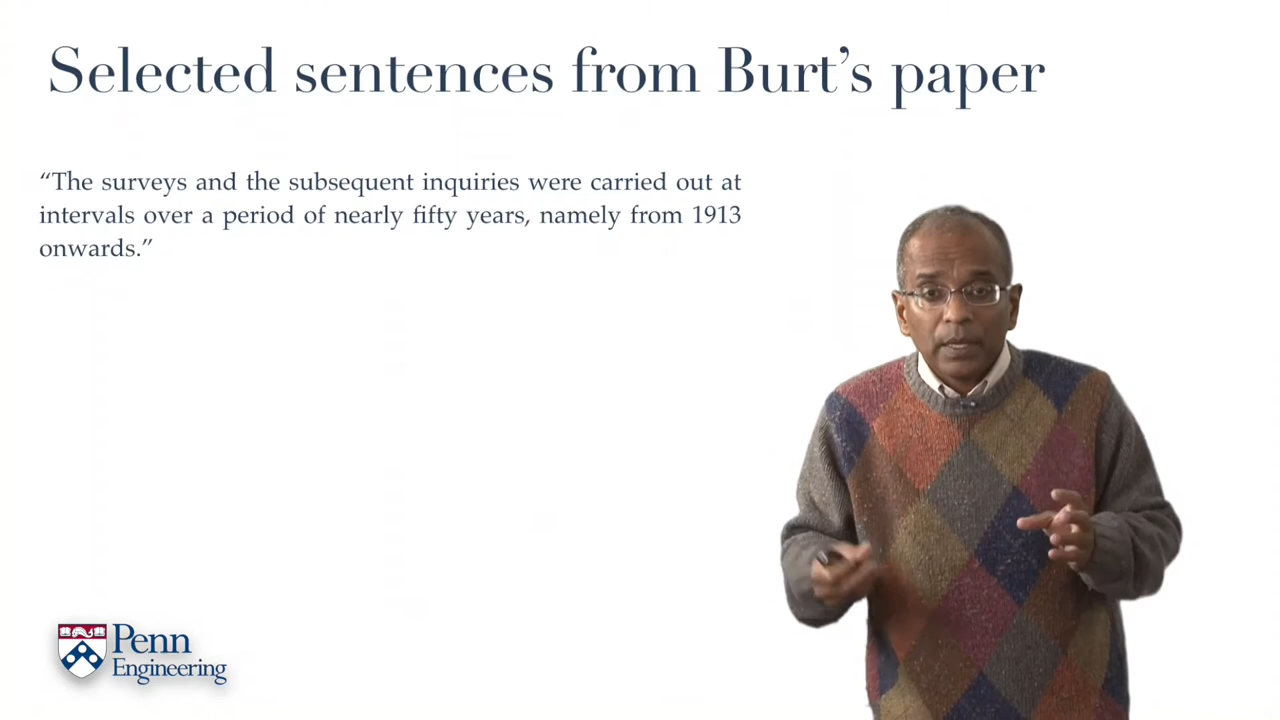 Selected sentences from Burt’s paper
“The surveys and the subsequent inquiries were carried out at
intervals over a period of nearly fifty years, namely from 1913
onwards.”
Penn
Engineering